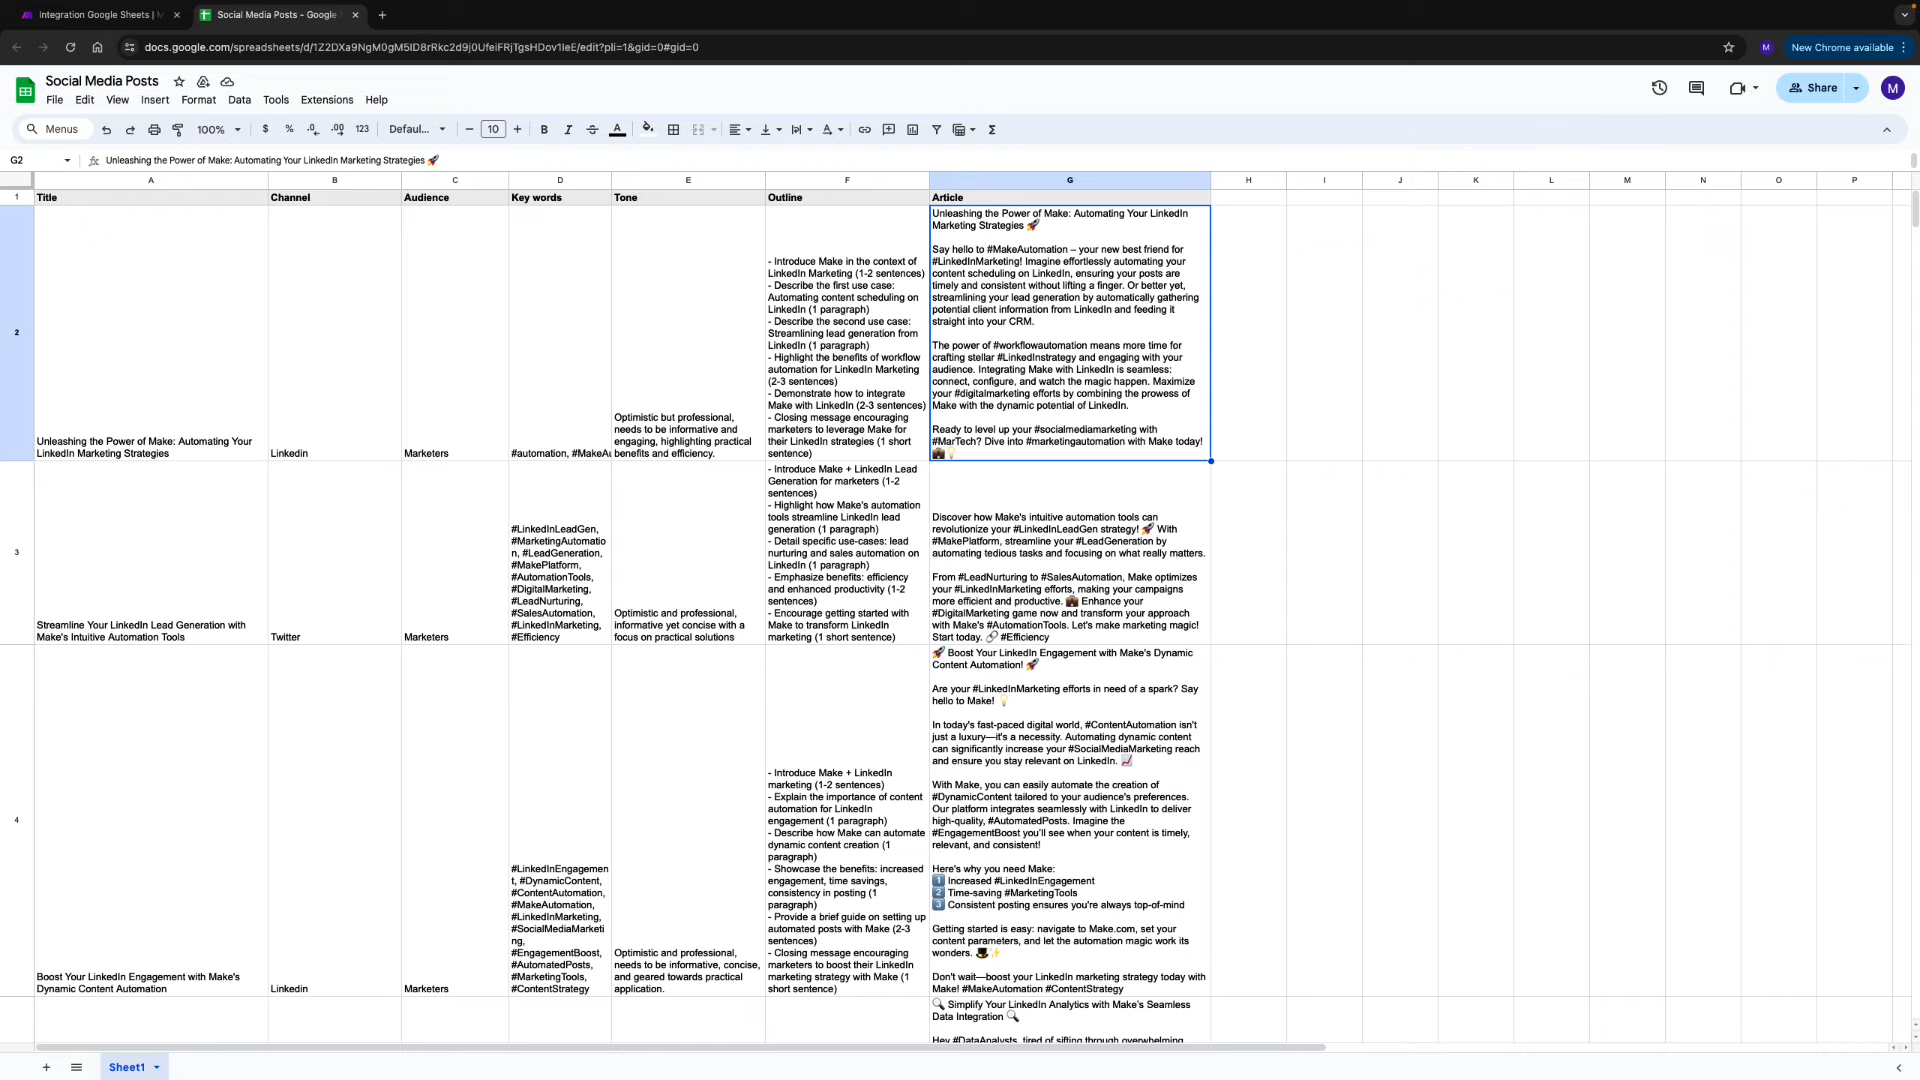 Integration Google Sheets | M
Social Media Posts - Google S
docs.google.com/spreadsheets/d/1Z2DXa9NgM0gM5ID8rRkc2d9j0UfeiFRjTgsHDov1IeE/edit?pli=1&gid=0#gid=0
M
New Chrome available
Social Media Posts
File Edit View Insert Format Data Tools Extensions Help
Share
M
Menus 100% $ % .0 .00 123 Defaul... 10 B I A
G2 fx Unleashing the Power of Make: Automating Your LinkedIn Marketing Strategies 🚀
A B C D E F G H I J K L M N O P
1 Title Channel Audience Key words Tone Outline Article
2
Unleashing the Power of Make: Automating Your
LinkedIn Marketing Strategies
Linkedin
Marketers
#automation, #MakeAu
Optimistic but professional,
needs to be informative and
engaging, highlighting practical
benefits and efficiency.
- Introduce Make in the context of
LinkedIn Marketing (1-2 sentences)
- Describe the first use case:
Automating content scheduling on
LinkedIn (1 paragraph)
- Describe the second use case:
Streamlining lead generation from
LinkedIn (1 paragraph)
- Highlight the benefits of workflow
automation for LinkedIn Marketing
(2-3 sentences)
- Demonstrate how to integrate
Make with LinkedIn (2-3 sentences)
- Closing message encouraging
marketers to leverage Make for
their LinkedIn strategies (1 short
sentence)
Unleashing the Power of Make: Automating Your LinkedIn
Marketing Strategies 🚀
Say hello to #MakeAutomation – your new best friend for
#LinkedInMarketing! Imagine effortlessly automating your
content scheduling on LinkedIn, ensuring your posts are
timely and consistent without lifting a finger. Or better yet,
streamlining your lead generation by automatically gathering
potential client information from LinkedIn and feeding it
straight into your CRM.
The power of #workflowautomation means more time for
crafting stellar #LinkedInstrategy and engaging with your
audience. Integrating Make with LinkedIn is seamless:
connect, configure, and watch the magic happen. Maximize
your #digitalmarketing efforts by combining the prowess of
Make with the dynamic potential of LinkedIn.
Ready to level up your #socialmediamarketing with
#MarTech? Dive into #marketingautomation with Make today!
💼💡
3
Streamline Your LinkedIn Lead Generation with
Make's Intuitive Automation Tools
Twitter
Marketers
#LinkedInLeadGen,
#MarketingAutomatio
n, #LeadGeneration,
#MakePlatform,
#AutomationTools,
#DigitalMarketing,
#LeadNurturing,
#SalesAutomation,
#LinkedInMarketing,
#Efficiency
Optimistic and professional,
informative yet concise with a
focus on practical solutions
- Introduce Make + LinkedIn Lead
Generation for marketers (1-2
sentences)
- Highlight how Make's automation
tools streamline LinkedIn lead
generation (1 paragraph)
- Detail specific use-cases: lead
nurturing and sales automation on
LinkedIn (1 paragraph)
- Emphasize benefits: efficiency
and enhanced productivity (1-2
sentences)
- Encourage getting started with
Make to transform LinkedIn
marketing (1 short sentence)
Discover how Make's intuitive automation tools can
revolutionize your #LinkedInLeadGen strategy! 🚀 With
#MakePlatform, streamline your #LeadGeneration by
automating tedious tasks and focusing on what really matters.
From #LeadNurturing to #SalesAutomation, Make optimizes
your #LinkedInMarketing efforts, making your campaigns
more efficient and productive. 💼 Enhance your
#DigitalMarketing game now and transform your approach
with Make's #AutomationTools. Let's make marketing magic!
Start today. 🔗 #Efficiency
4
Boost Your LinkedIn Engagement with Make's
Dynamic Content Automation
Linkedin
Marketers
#LinkedInEngagemen
t, #DynamicContent,
#ContentAutomation,
#MakeAutomation,
#LinkedInMarketing,
#SocialMediaMarketi
ng,
#EngagementBoost,
#AutomatedPosts,
#MarketingTools,
#ContentStrategy
Optimistic and professional,
needs to be informative, concise,
and geared towards practical
application.
- Introduce Make + LinkedIn
marketing (1-2 sentences)
- Explain the importance of content
automation for LinkedIn
engagement (1 paragraph)
- Describe how Make can automate
dynamic content creation (1
paragraph)
- Showcase the benefits: increased
engagement, time savings,
consistency in posting (1
paragraph)
- Provide a brief guide on setting up
automated posts with Make (2-3
sentences)
- Closing message encouraging
marketers to boost their LinkedIn
marketing strategy with Make (1
short sentence)
🚀 Boost Your LinkedIn Engagement with Make's Dynamic
Content Automation! 🚀
Are your #LinkedInMarketing efforts in need of a spark? Say
hello to Make! 💡
In today's fast-paced digital world, #ContentAutomation isn't
just a luxury—it's a necessity. Automating dynamic content
can significantly increase your #SocialMediaMarketing reach
and ensure you stay relevant on LinkedIn. 📈
With Make, you can easily automate the creation of
#DynamicContent tailored to your audience's preferences.
Our platform integrates seamlessly with LinkedIn to deliver
high-quality, #AutomatedPosts. Imagine the
#EngagementBoost you'll see when your content is timely,
relevant, and consistent!
Here's why you need Make:
1️⃣ Increased #LinkedInEngagement
2️⃣ Time-saving #MarketingTools
3️⃣ Consistent posting ensures you're always top-of-mind
Getting started is easy: navigate to Make.com, set your
content parameters, and let the automation magic work its
wonders. 🎩✨
Don't wait—boost your LinkedIn marketing strategy today with
Make! #MakeAutomation #ContentStrategy
🔍 Simplify Your LinkedIn Analytics with Make's Seamless
Data Integration 🔍
Hey #DataAnalysts, tired of sifting through overwhelming
Sheet1